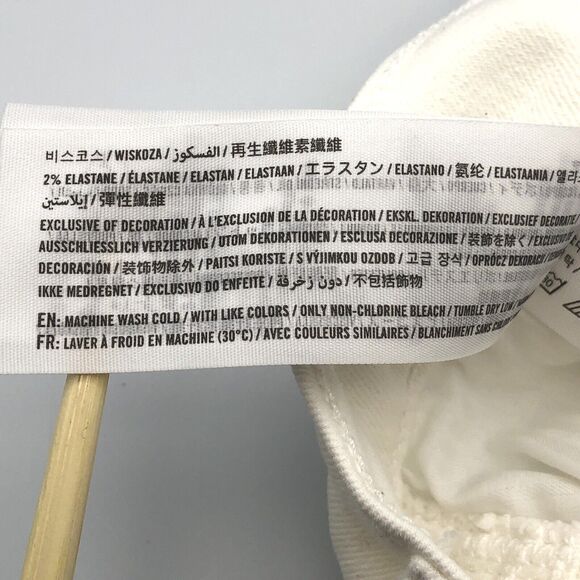 비스코스 / WISKOZA / الفسكوز / 再生纖維素纖維
2% ELASTANE / ÉLASTANE / ELASTAN / ELASTAAN / エラスタン / ELASTANO / 氨纶 / ELASTAANIA /
إيلاستين / 彈性纖維
EXCLUSIVE OF DECORATION / À L'EXCLUSION DE LA DÉCORATION / EKSKL. DEKORATION / EXCLUSIEF DECORATIE
AUSSCHLIESSLICH VERZIERUNG / UTOM DEKORATIONEN / ESCLUSA DECORAZIONE / 装飾を除く / EXCLUSIV
DECORACIÓN / 装饰物除外 / PAITSI KORISTE / S VÝJIMKOU OZDOB / 고급 장식 / OPRÓCZ DEKORACJI
IKKE MEDREGNET / EXCLUSIVO DO ENFEITE / دون زخرفة / 不包括飾物
EN: MACHINE WASH COLD / WITH LIKE COLORS / ONLY NON-CHLORINE BLEACH / TUMBLE DRY LOW /
FR: LAVER À FROID EN MACHINE (30°C) / AVEC COULEURS SIMILAIRES / BLANCHIMENT SANS